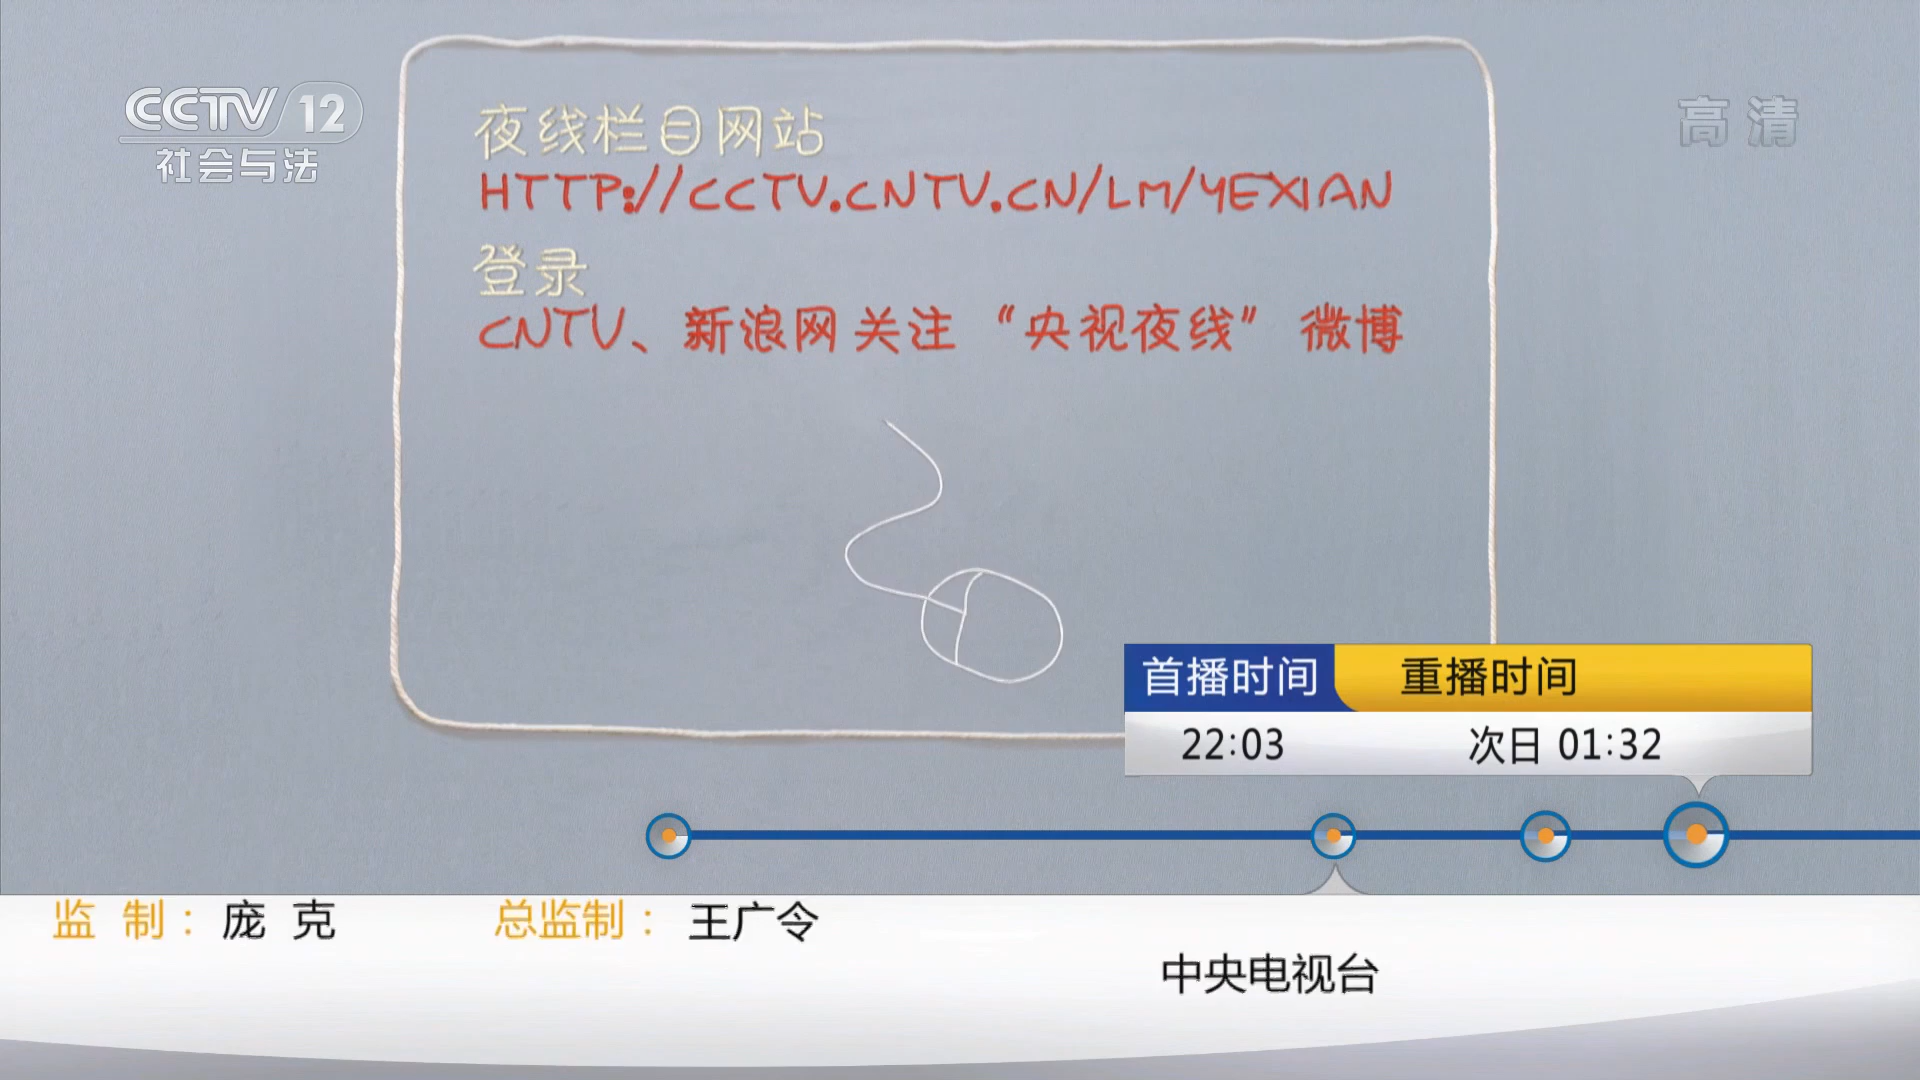 CCTV 12
社会与法
高清
夜线栏目网站
HTTP://CCTV.CNTV.CN/LM/YEXIAN
登录
CNTV、新浪网关注“央视夜线”微博
首播时间 重播时间
22:03 次日 01:32
监 制： 庞 克 总监制： 王广令
中央电视台